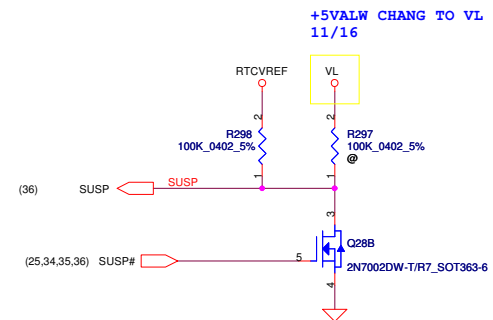 +5VALW CHANG TO VL
11/16
RTCVREF
VL
2
2
R298
100K_0402_5%
R297
100K_0402_5%
@
1
1
(36)
SUSP
SUSP
3
Q28B
(25,34,35,36)
SUSP#
5
2N7002DW-T/R7_SOT363-6
4